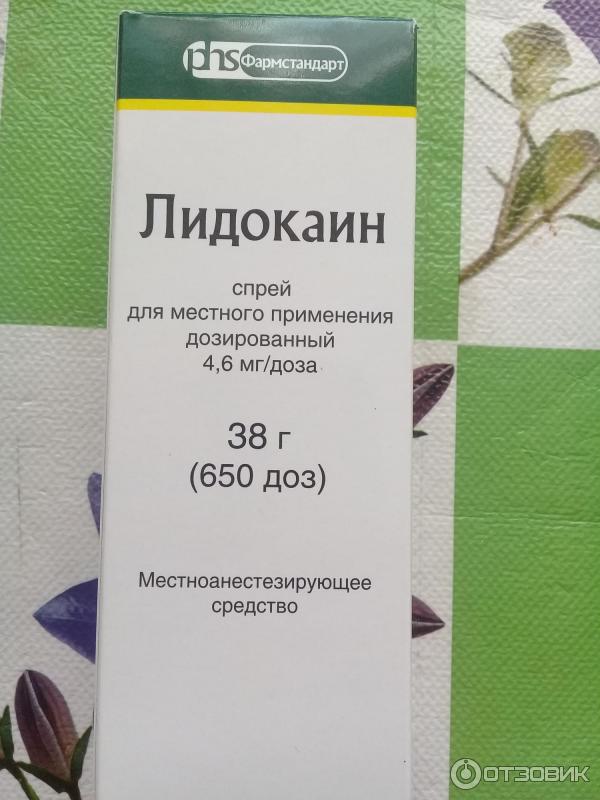 phs Фармстандарт
Лидокаин
спрей
для местного применения
дозированный
4,6 мг/доза
38 г
(650 доз)
Местноанестезирующее
средство
ОТЗОВИК